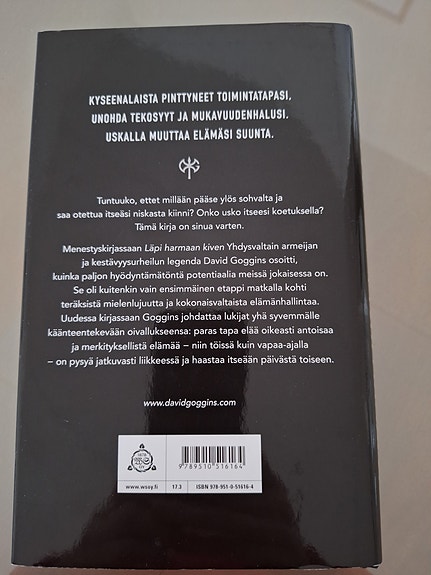 KYSEENALAISTA PINTTYNEET TOIMINTATAPASI,
UNOHDA TEKOSYYT JA MUKAVUUDENHALUSI.
USKALLA MUUTTAA ELÄMÄSI SUUNTA.
Tuntuuko, ettet millään pääse ylös sohvalta ja
saa otettua itseäsi niskasta kiinni? Onko usko itseesi koetuksella?
Tämä kirja on sinua varten.
Menestyskirjassaan Läpi harmaan kiven Yhdysvaltain armeijan
ja kestävyysurheilun legenda David Goggins osoitti,
kuinka paljon hyödyntämätöntä potentiaalia meissä jokaisessa on.
Se oli kuitenkin vain ensimmäinen etappi matkalla kohti
teräksistä mielenlujuutta ja kokonaisvaltaista elämänhallintaa.
Uudessa kirjassaan Goggins johdattaa lukijat yhä syvemmälle
käänteentekevään oivallukseensa: paras tapa elää oikeasti antoisaa
ja merkityksellistä elämää – niin töissä kuin vapaa-ajalla
– on pysyä jatkuvasti liikkeessä ja haastaa itseään päivästä toiseen.
www.davidgoggins.com
9789510516164
www.wsoy.fi 17.3 ISBN 978-951-0-51616-4